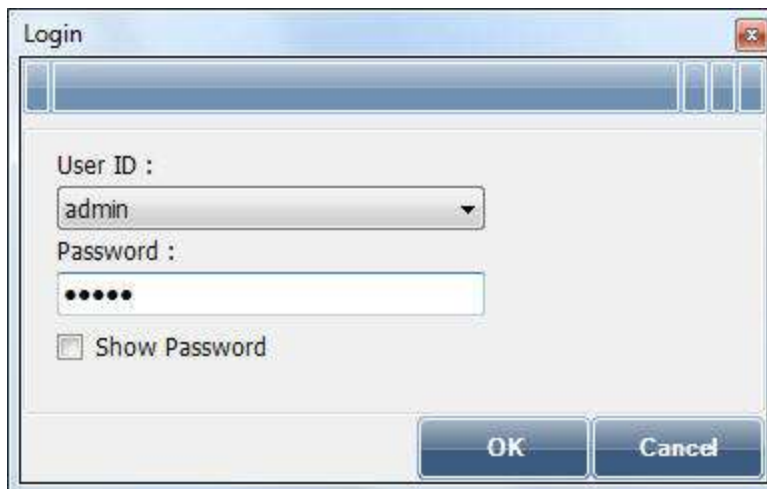 Login
User ID :
admin
Password :
•••••
Show Password
OK Cancel